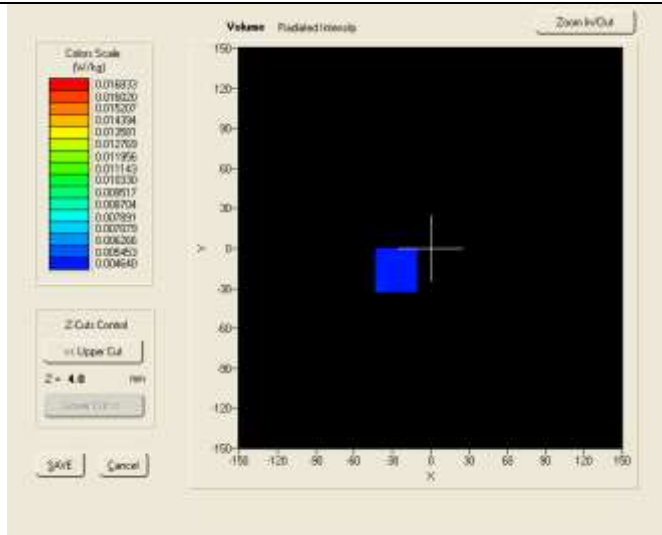 Volume Radiated Intensity
Zoom In/Out
Colors Scale
(W/kg)
0.016833
0.016020
0.015207
0.014394
0.013581
0.012769
0.011956
0.011143
0.010330
0.009517
0.008704
0.007891
0.007079
0.006266
0.005453
0.004640
Z-Cuts Control
<< Upper Cut
Z = 4.0 mm
SAVE
Cancel
150
120
90
60
30
0
-30
-60
-90
-120
-150
Y
-150 -120 -90 -60 -30 0 30 60 90 120 150
X